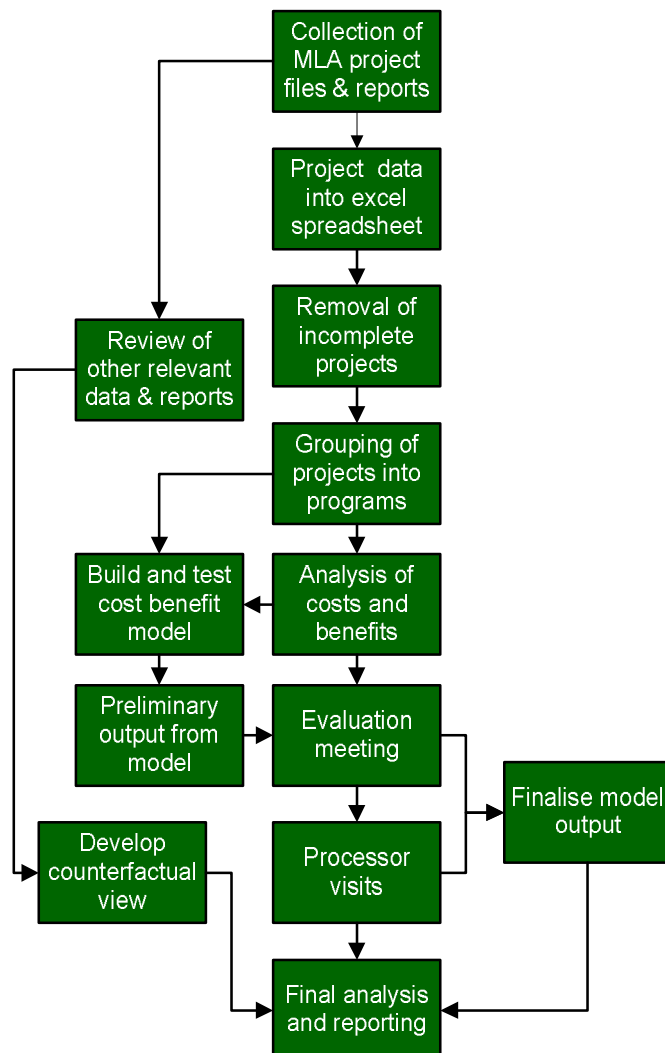 Collection of
MLA project
files & reports
Project data
into excel
spreadsheet
Removal of
incomplete
projects
Review of
other relevant
data & reports
Grouping of
projects into
programs
Build and test
cost benefit
model
Analysis of
costs and
benefits
Preliminary
output from
model
Evaluation
meeting
Finalise model
output
Develop
counterfactual
view
Processor
visits
Final analysis
and reporting